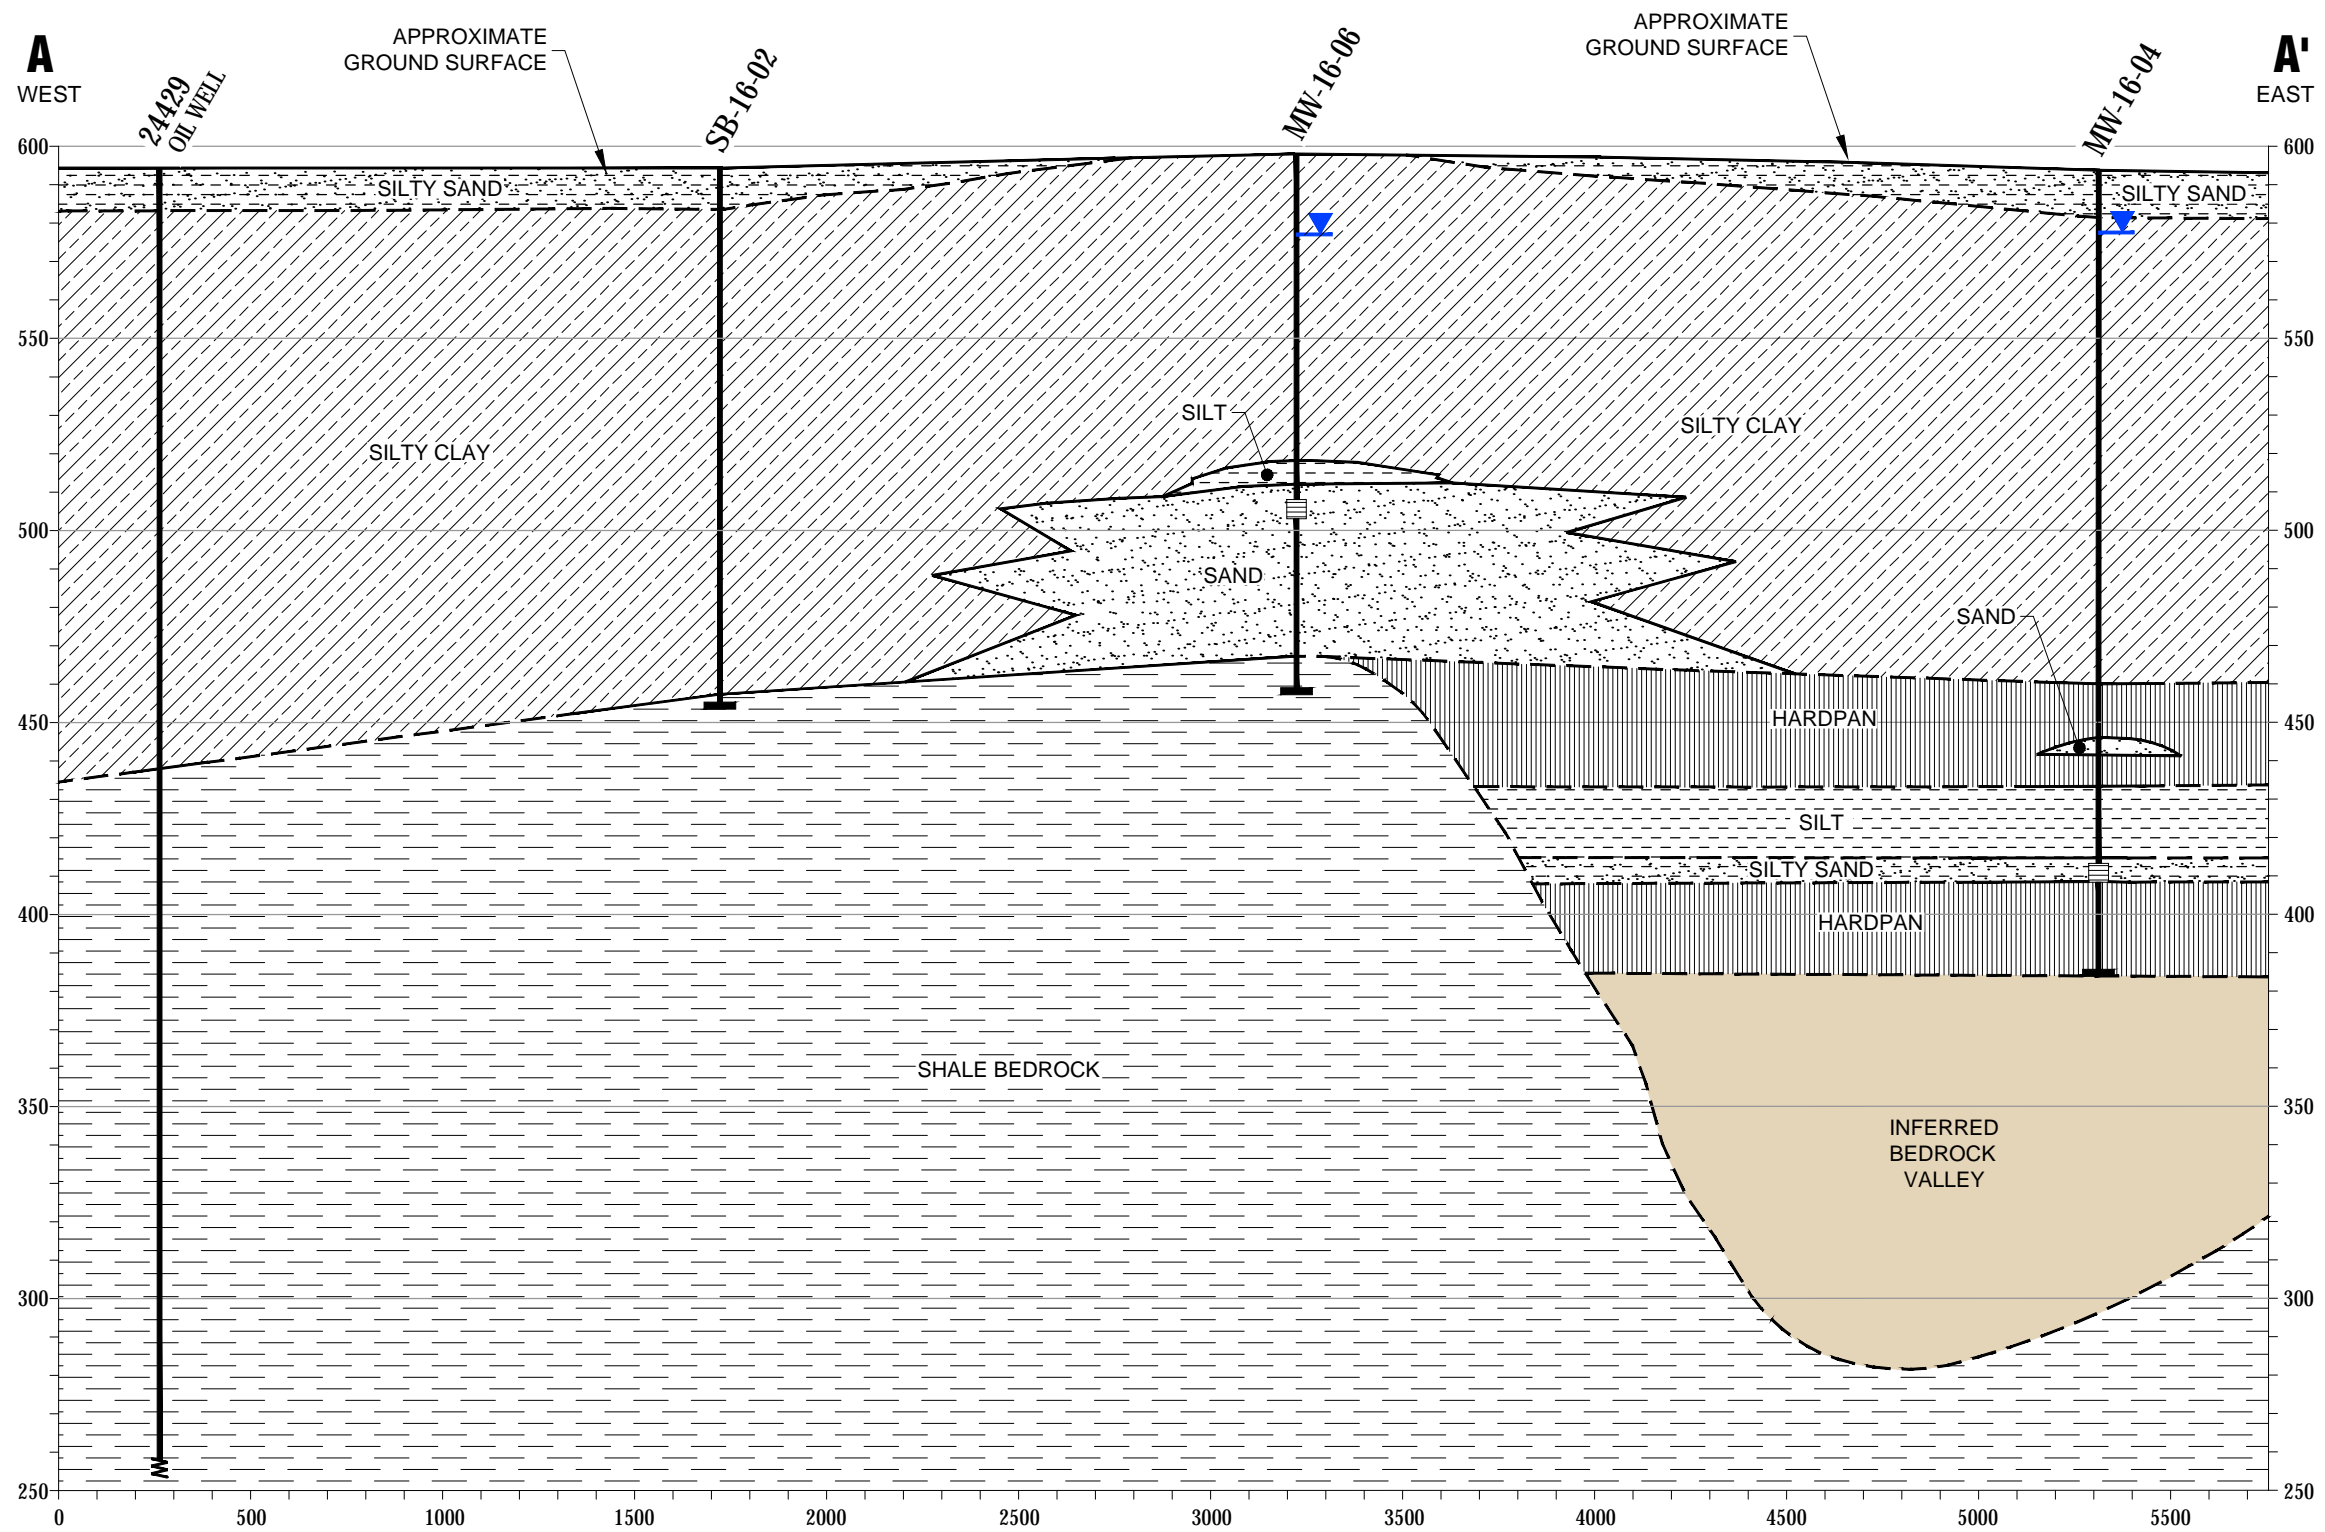 A
WEST
24429
OIL WELL
APPROXIMATE
GROUND SURFACE
SB-16-02
MW-16-06
APPROXIMATE
GROUND SURFACE
MW-16-04
A'
EAST
600
600
SILTY SAND
SILTY SAND
550
550
SILT
SILTY CLAY
SILTY CLAY
500
500
SAND
SAND
450
HARDPAN
450
SILT
SILTY SAND
400
HARDPAN
400
SHALE BEDROCK
350
350
INFERRED
BEDROCK
VALLEY
300
300
250
250
0
500
1000
1500
2000
2500
3000
3500
4000
4500
5000
5500